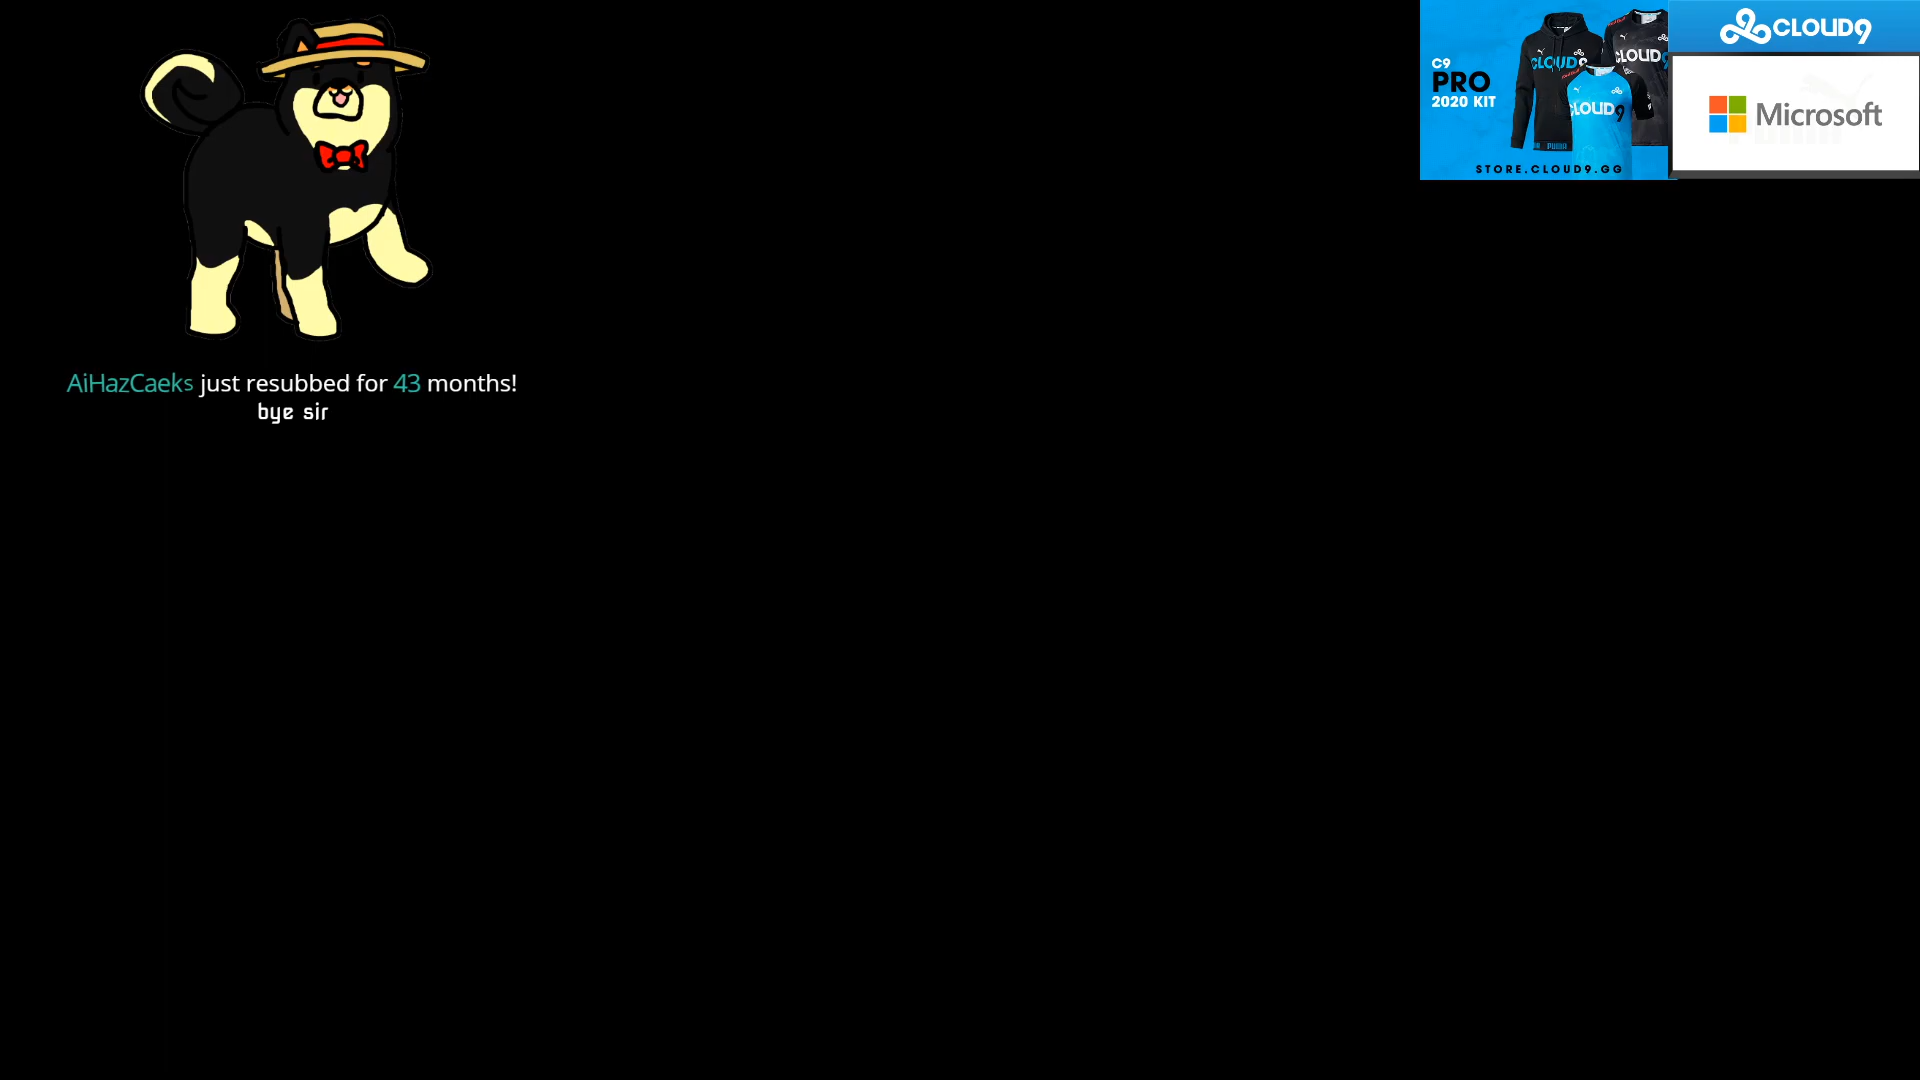 AiHazCaeks just resubbed for 43 months!
bye sir
C9
PRO
2020 KIT
CLOUD9
CLOUD9
CLOUD9
PUMA
STORE.CLOUD9.GG
CLOUD9
Microsoft